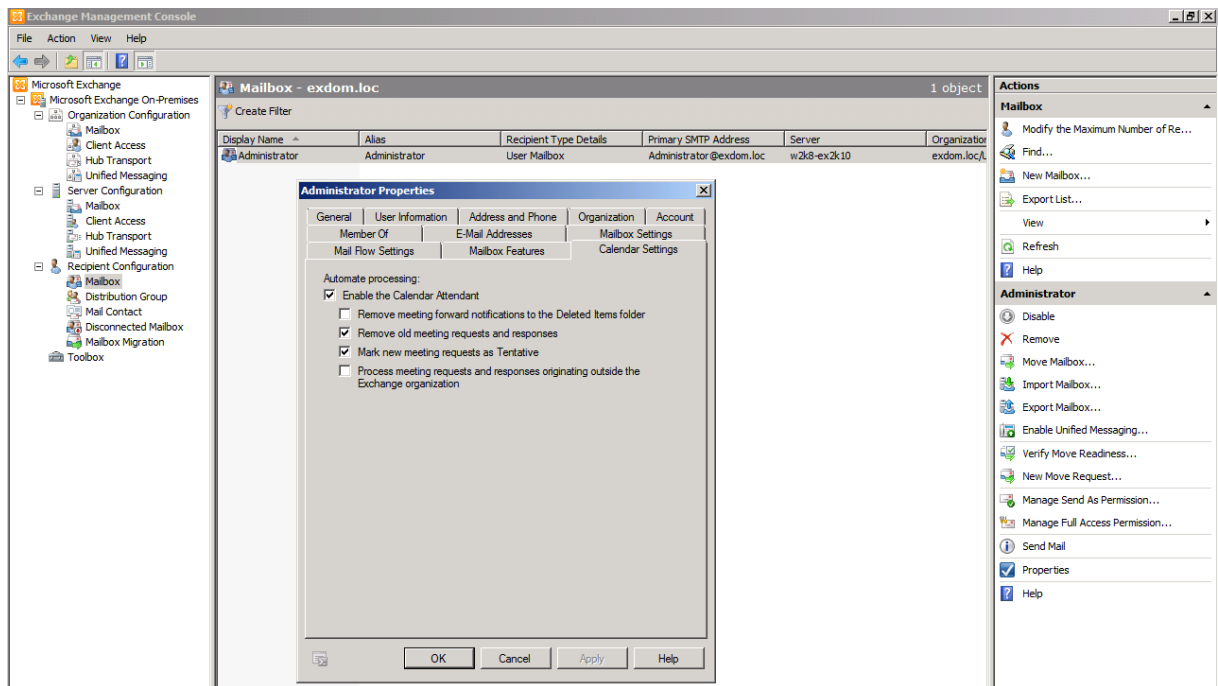 Exchange Management Console
File Action View Help
Microsoft Exchange
Microsoft Exchange On-Premises
Organization Configuration
Mailbox
Client Access
Hub Transport
Unified Messaging
Server Configuration
Mailbox
Client Access
Hub Transport
Unified Messaging
Recipient Configuration
Mailbox
Distribution Group
Mail Contact
Disconnected Mailbox
Mailbox Migration
Toolbox
Mailbox - exdom.loc 1 object
Create Filter
Display Name Alias Recipient Type Details Primary SMTP Address Server Organization
Administrator Administrator User Mailbox Administrator@exdom.loc w2k8-ex2k10 exdom.loc/L
Administrator Properties
General User Information Address and Phone Organization Account
Member Of E-Mail Addresses Mailbox Settings
Mail Flow Settings Mailbox Features Calendar Settings
Automate processing:
Enable the Calendar Attendant
Remove meeting forward notifications to the Deleted Items folder
Remove old meeting requests and responses
Mark new meeting requests as Tentative
Process meeting requests and responses originating outside the
Exchange organization
OK Cancel Apply Help
Actions
Mailbox
Modify the Maximum Number of Re...
Find...
New Mailbox...
Export List...
View
Refresh
Help
Administrator
Disable
Remove
Move Mailbox...
Import Mailbox...
Export Mailbox...
Enable Unified Messaging...
Verify Move Readiness...
New Move Request...
Manage Send As Permission...
Manage Full Access Permission...
Send Mail
Properties
Help